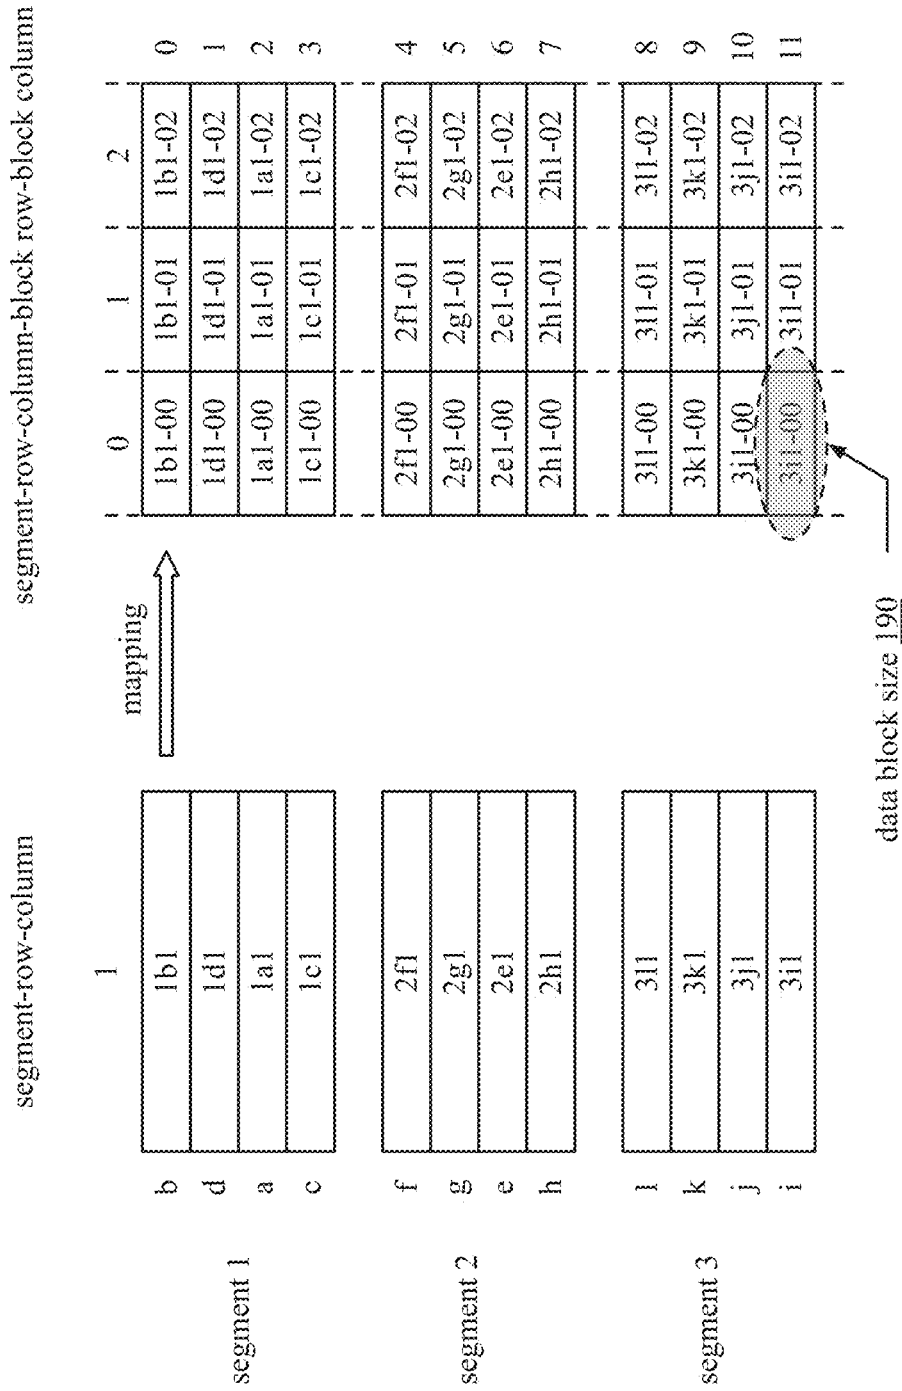 segment-row-column segment-row-column-block row-block column
1 0 1 2
mapping
b 1b1 1b1-00 1b1-01 1b1-02 0
d 1d1 1d1-00 1d1-01 1d1-02 1
segment 1
a 1a1 1a1-00 1a1-01 1a1-02 2
c 1c1 1c1-00 1c1-01 1c1-02 3
f 2f1 2f1-00 2f1-01 2f1-02 4
g 2g1 2g1-00 2g1-01 2g1-02 5
segment 2
e 2e1 2e1-00 2e1-01 2e1-02 6
h 2h1 2h1-00 2h1-01 2h1-02 7
l 3l1 3l1-00 3l1-01 3l1-02 8
k 3k1 3k1-00 3k1-01 3k1-02 9
segment 3
j 3j1 3j1-00 3j1-01 3j1-02 10
i 3i1 3i1-00 3i1-01 3i1-02 11
data block size 190